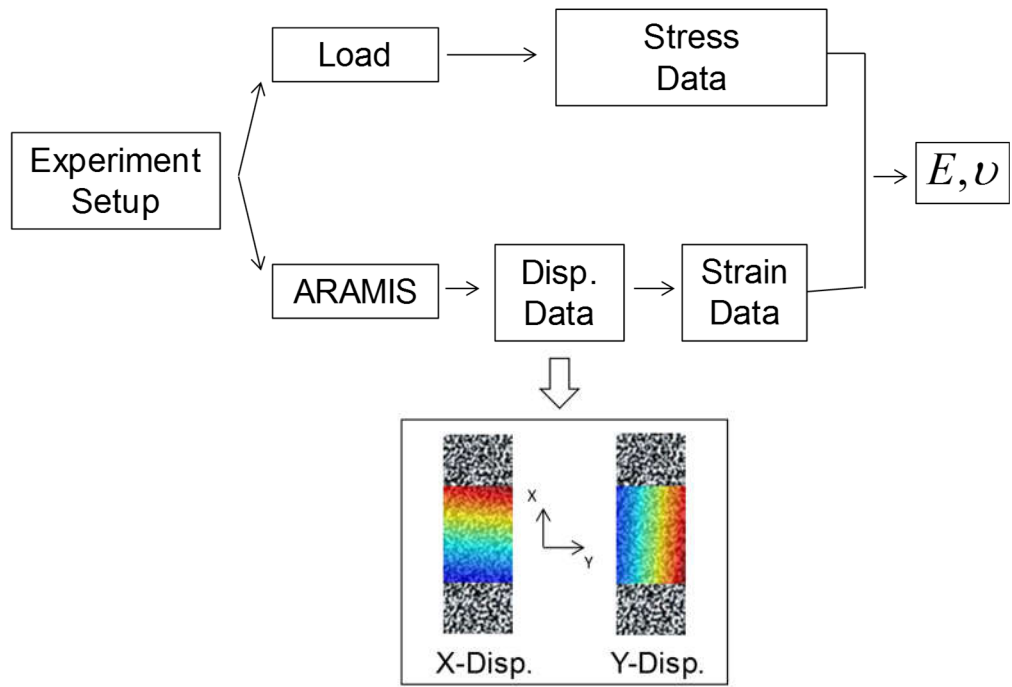 Load
Stress
Data
Experiment
Setup
E, υ
ARAMIS
Disp.
Data
Strain
Data
X
Y
X-Disp.
Y-Disp.